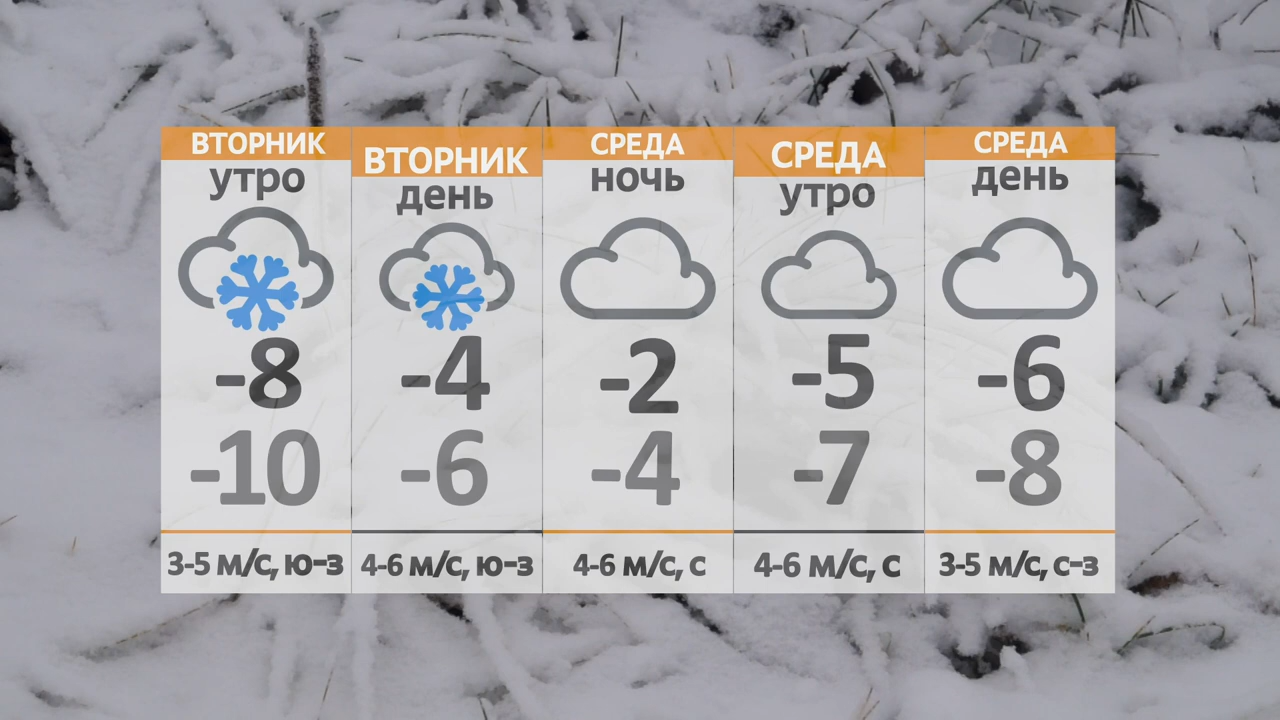 ВТОРНИК
утро
-8
-10
3-5 м/с, ю-з
ВТОРНИК
день
-4
-6
4-6 м/с, ю-з
СРЕДА
ночь
-2
-4
4-6 м/с, с
СРЕДА
утро
-5
-7
4-6 м/с, с
СРЕДА
день
-6
-8
3-5 м/с, с-з